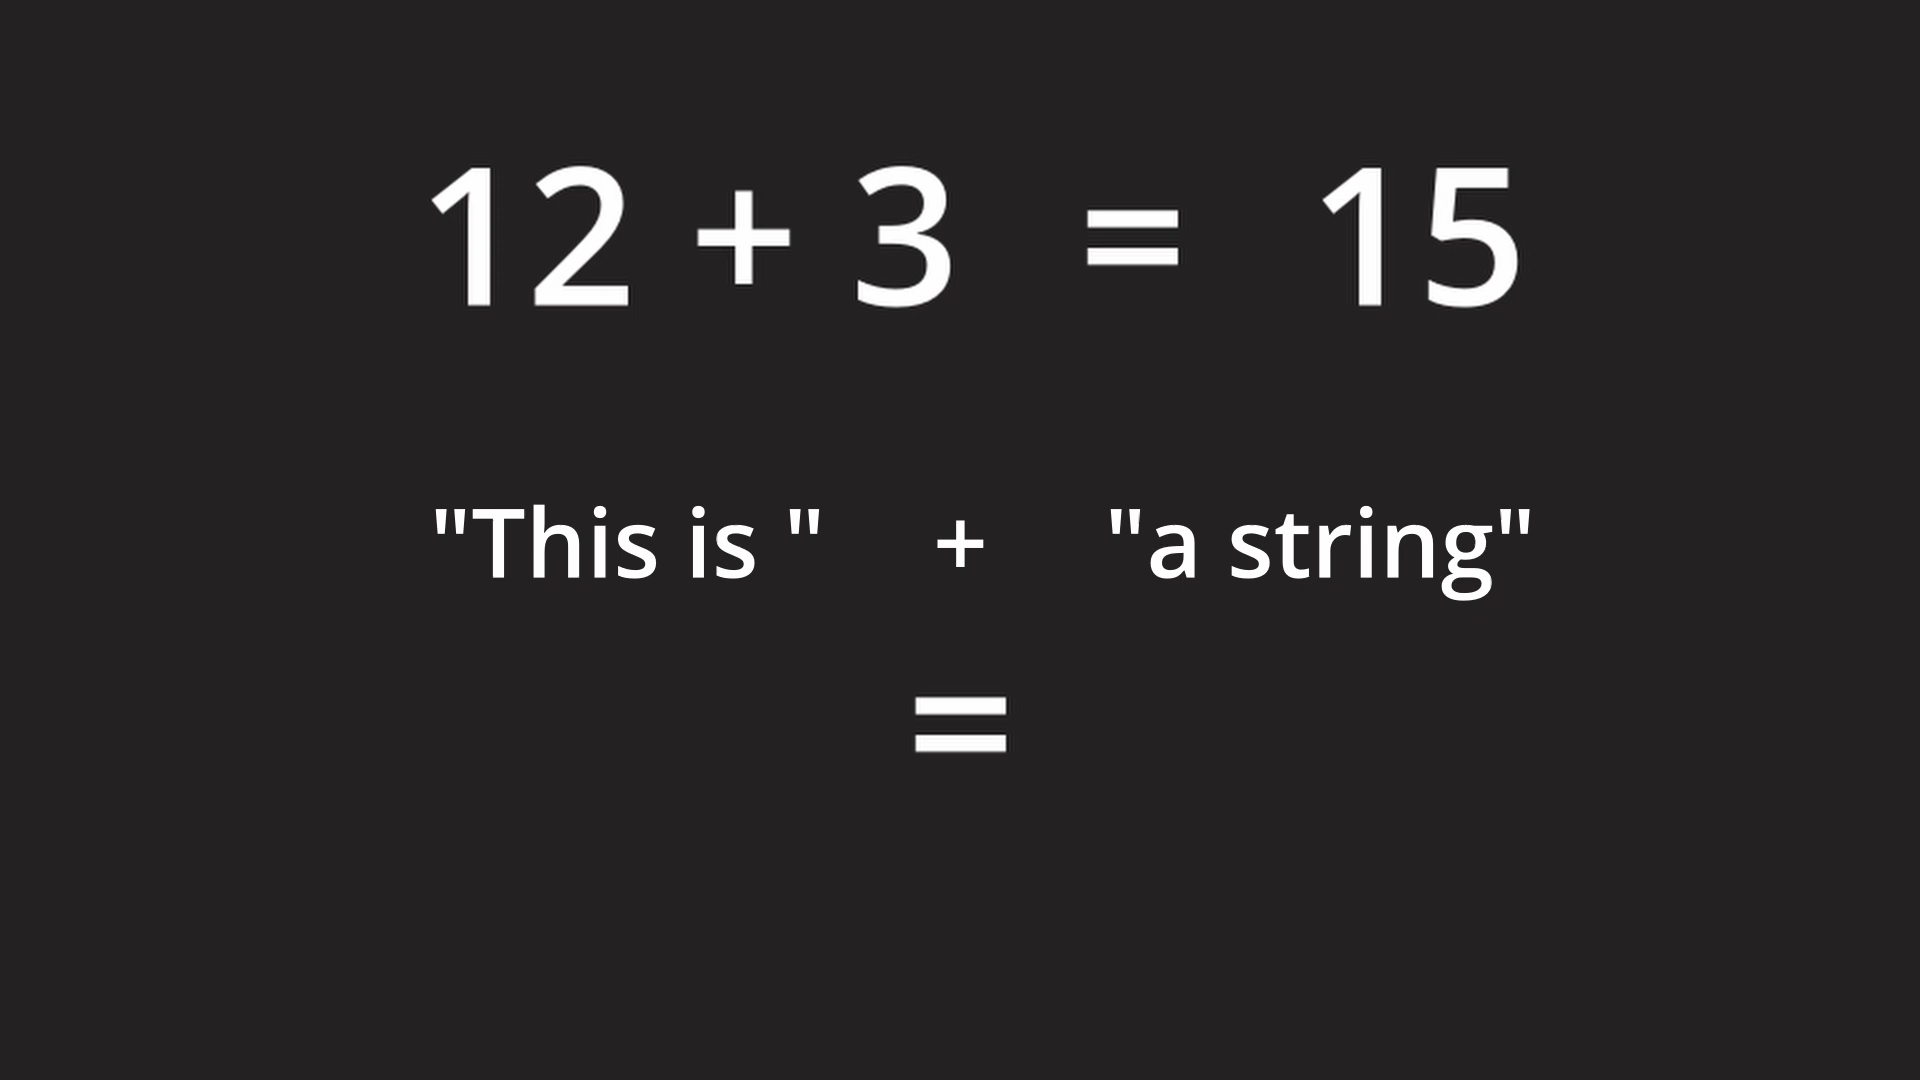 12 + 3 = 15
"This is " + "a string"
=